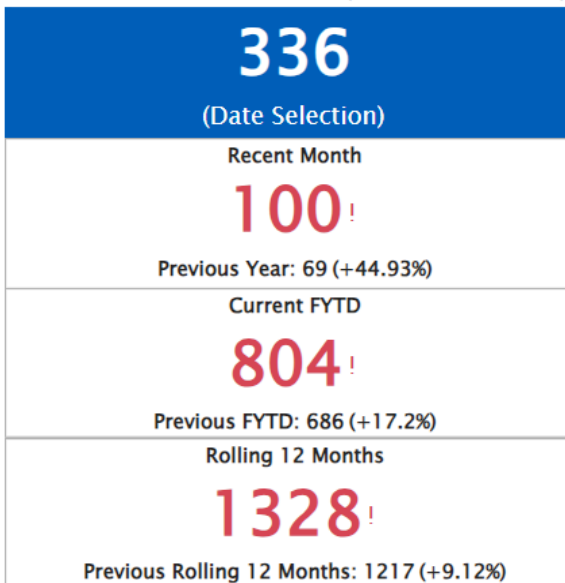 336
(Date Selection)
Recent Month
100 !
Previous Year: 69 (+44.93%)
Current FYTD
804 !
Previous FYTD: 686 (+17.2%)
Rolling 12 Months
1328 !
Previous Rolling 12 Months: 1217 (+9.12%)